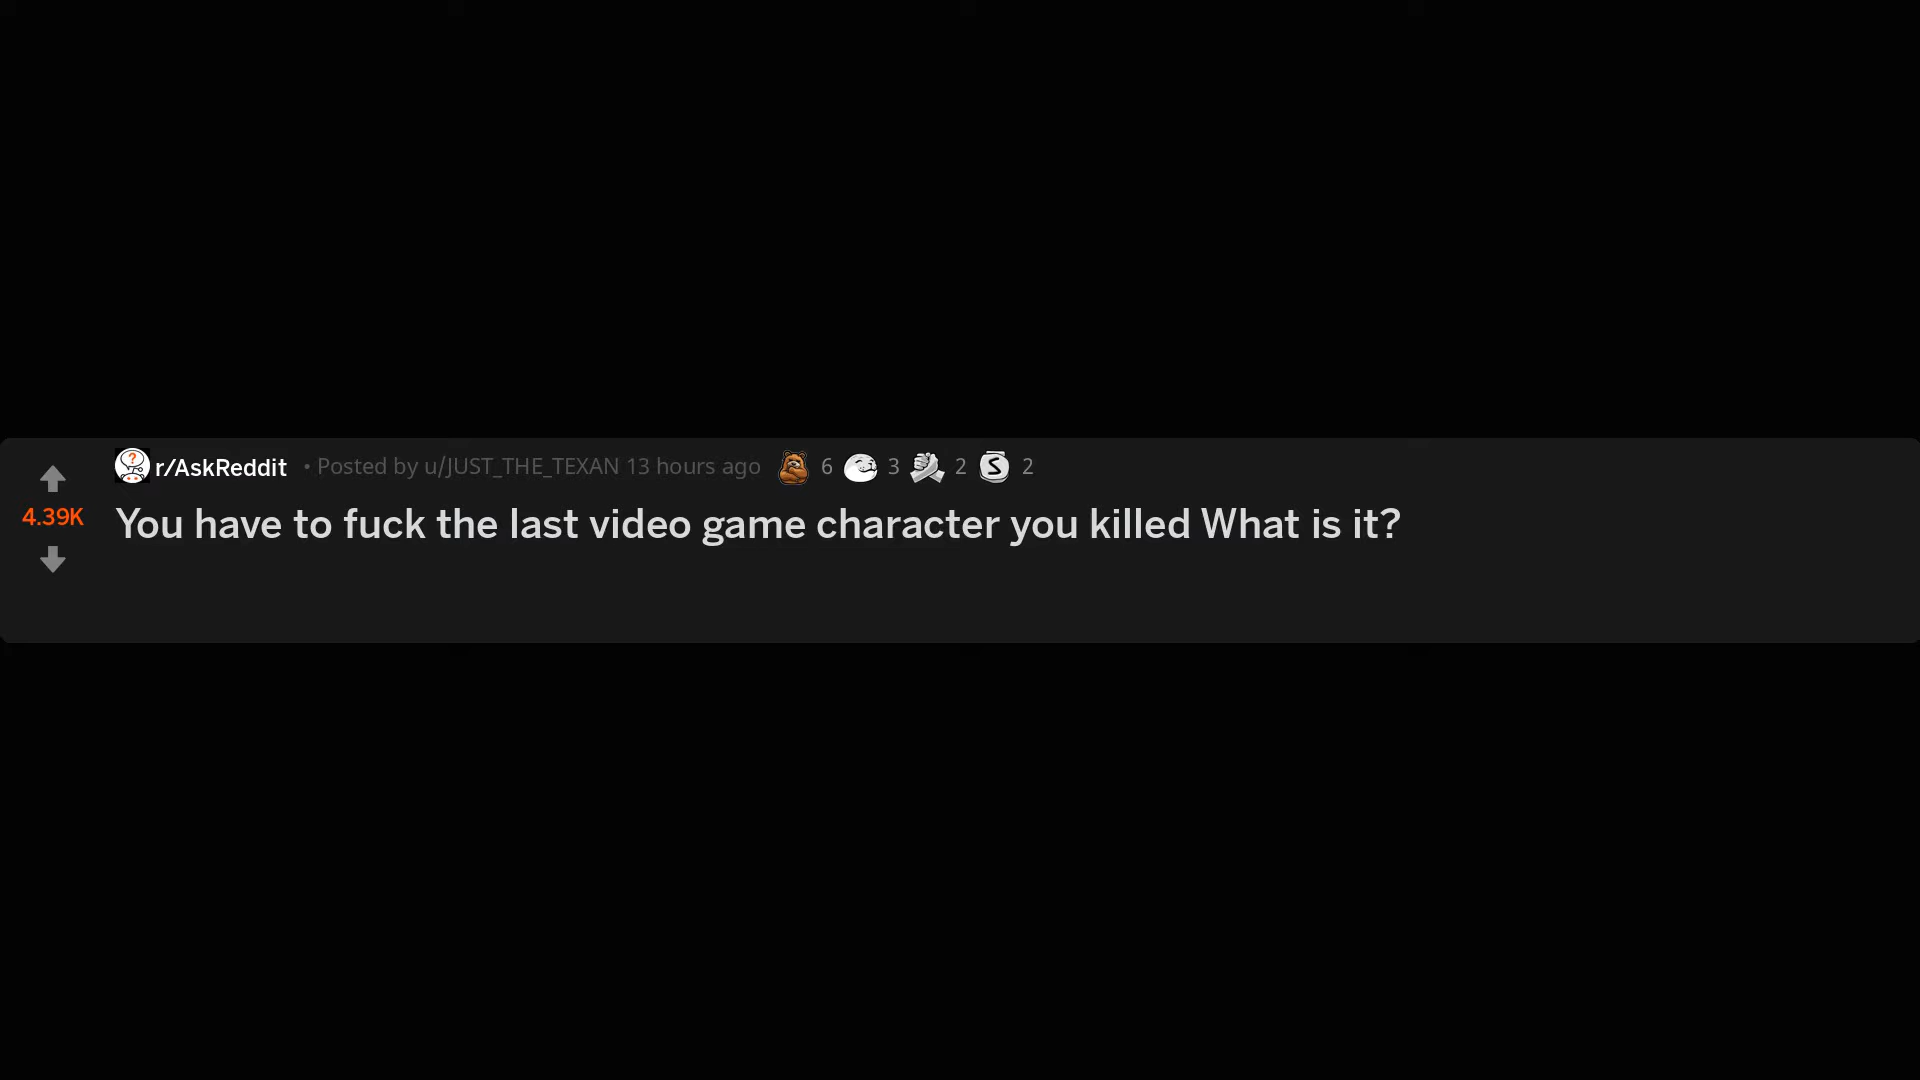 r/AskReddit • Posted by u/JUST_THE_TEXAN 13 hours ago 6 3 2 2
4.39K
You have to fuck the last video game character you killed What is it?